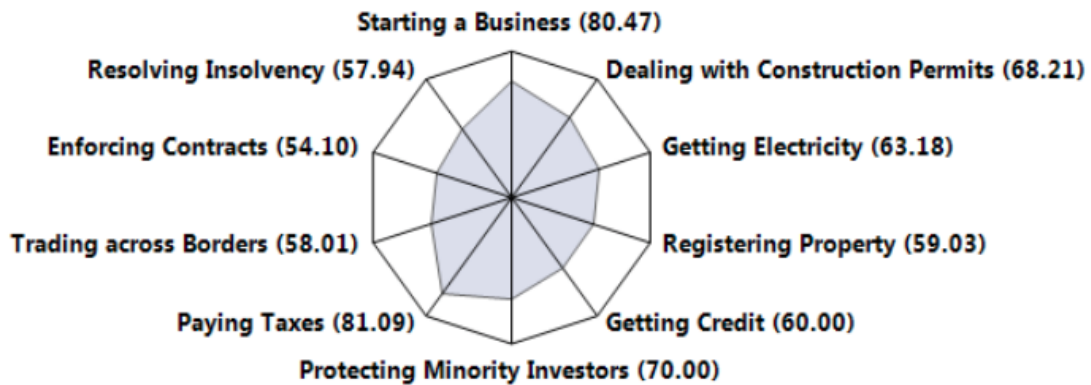 Starting a Business (80.47)
Resolving Insolvency (57.94)
Dealing with Construction Permits (68.21)
Enforcing Contracts (54.10)
Getting Electricity (63.18)
Trading across Borders (58.01)
Registering Property (59.03)
Paying Taxes (81.09)
Getting Credit (60.00)
Protecting Minority Investors (70.00)